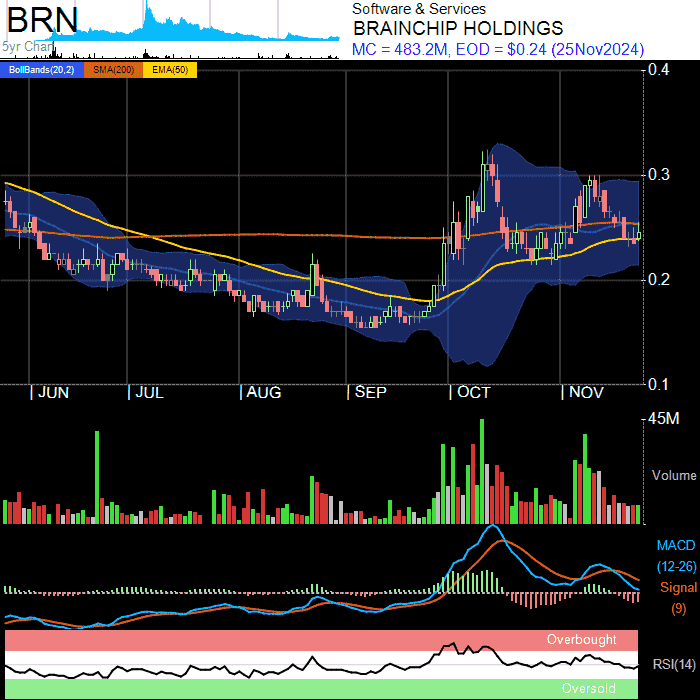 BRN
5yr Chart
Software & Services
BRAINCHIP HOLDINGS
MC = 483.2M, EOD = $0.24 (25Nov2024)
BollBands(20,2) SMA(200) EMA(50)
0.4
0.3
0.2
0.1
| JUN | JUL | AUG | SEP | OCT | NOV
45M
Volume
MACD
(12-26)
Signal
(9)
Overbought
RSI(14)
Oversold